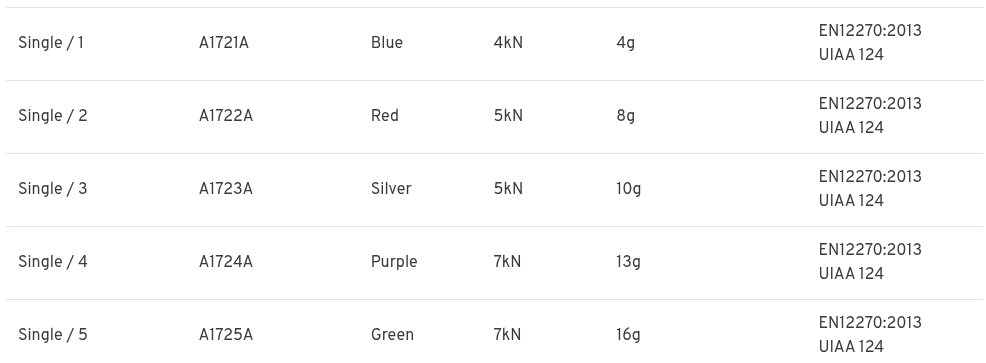 Single / 1 A1721A Blue 4kN 4g EN12270:2013
UIAA 124
Single / 2 A1722A Red 5kN 8g EN12270:2013
UIAA 124
Single / 3 A1723A Silver 5kN 10g EN12270:2013
UIAA 124
Single / 4 A1724A Purple 7kN 13g EN12270:2013
UIAA 124
Single / 5 A1725A Green 7kN 16g EN12270:2013
UIAA 124